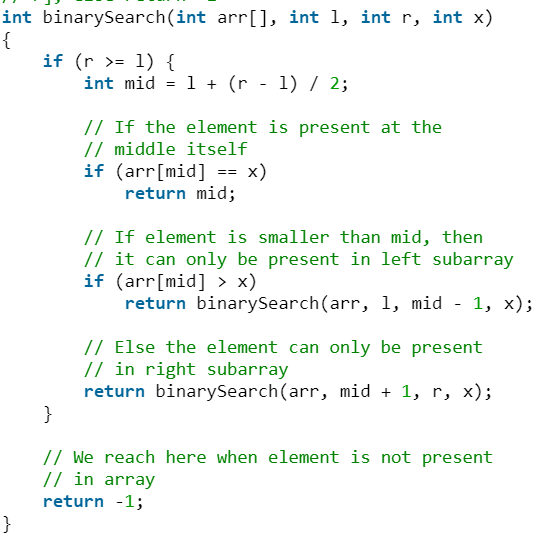 int binarySearch(int arr[], int l, int r, int x)
{
    if (r >= l) {
        int mid = l + (r - l) / 2;

        // If the element is present at the
        // middle itself
        if (arr[mid] == x)
            return mid;

        // If element is smaller than mid, then
        // it can only be present in left subarray
        if (arr[mid] > x)
            return binarySearch(arr, l, mid - 1, x);

        // Else the element can only be present
        // in right subarray
        return binarySearch(arr, mid + 1, r, x);
    }

    // We reach here when element is not present
    // in array
    return -1;
}